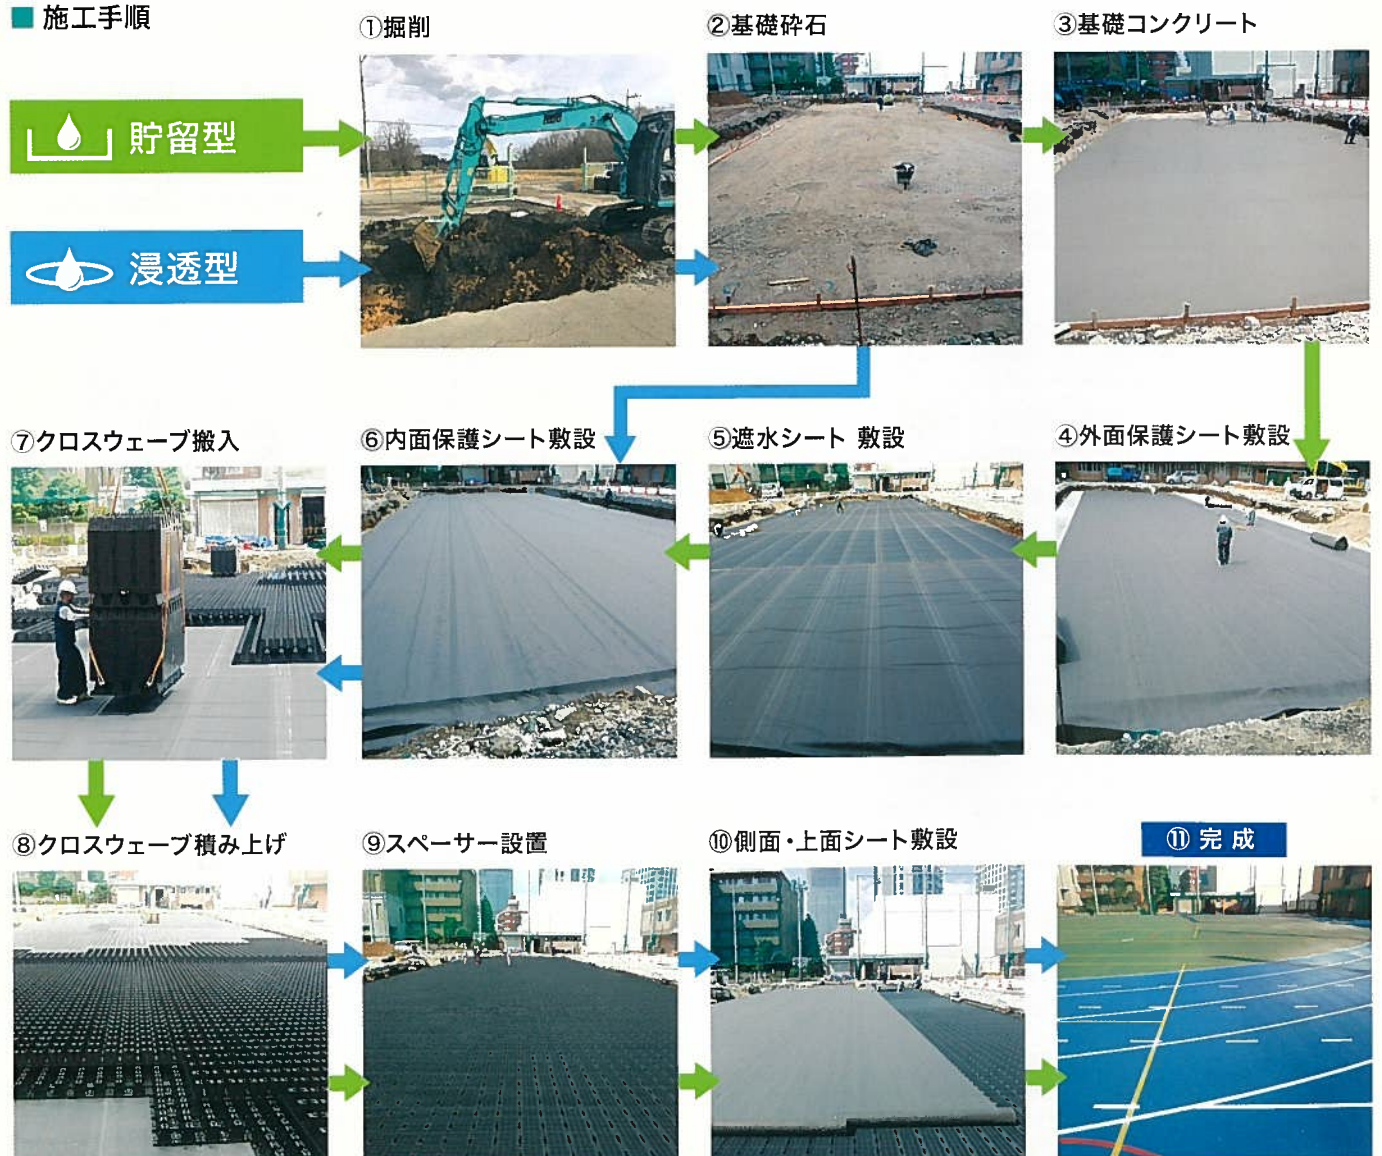 施工手順
①掘削
②基礎砕石
③基礎コンクリート
貯留型
浸透型
⑦クロスウェーブ搬入
⑥内面保護シート敷設
⑤遮水シート 敷設
④外面保護シート敷設
⑧クロスウェーブ積み上げ
⑨スペーサー設置
⑩側面・上面シート敷設
⑪ 完成